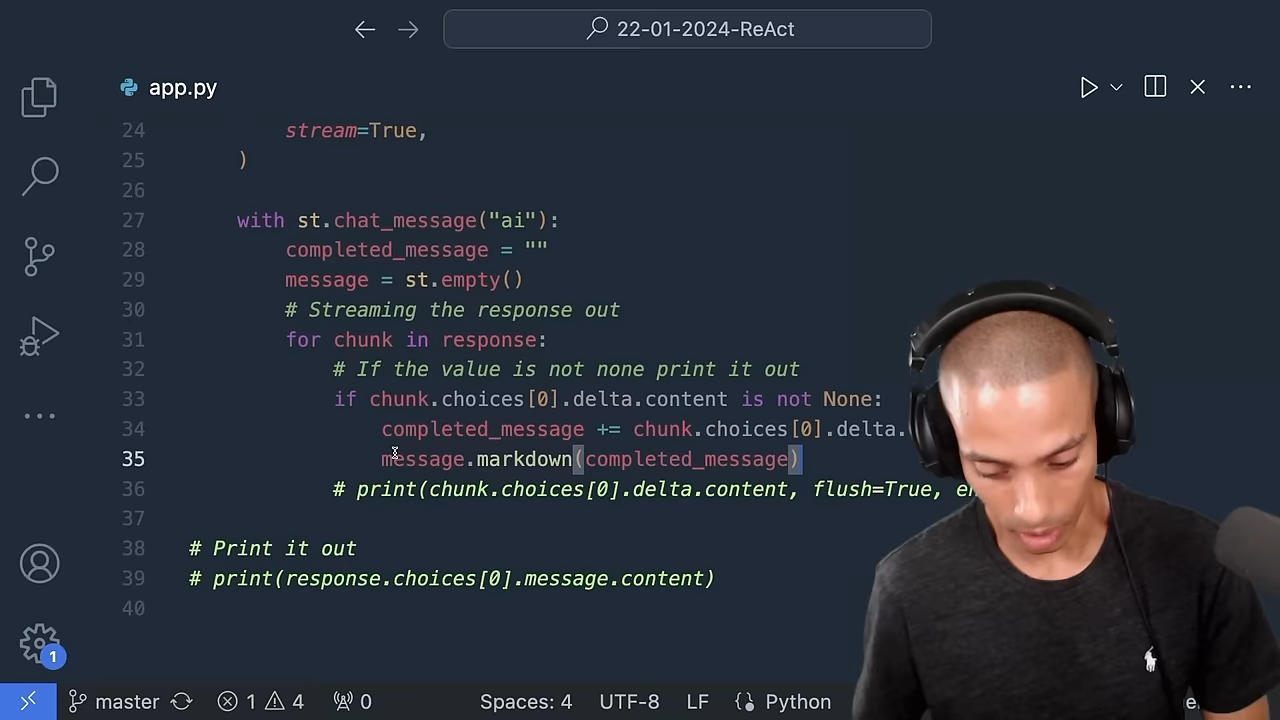 22-01-2024-ReAct
app.py
24 stream=True,
25 )
26
27 with st.chat_message("ai"):
28 completed_message = ""
29 message = st.empty()
30 # Streaming the response out
31 for chunk in response:
32 # If the value is not none print it out
33 if chunk.choices[0].delta.content is not None:
34 completed_message += chunk.choices[0].delta.
35 message.markdown(completed_message)
36 # print(chunk.choices[0].delta.content, flush=True,
37
38 # Print it out
39 # print(response.choices[0].message.content)
40
1
master 1 4 0 Spaces: 4 UTF-8 LF Python